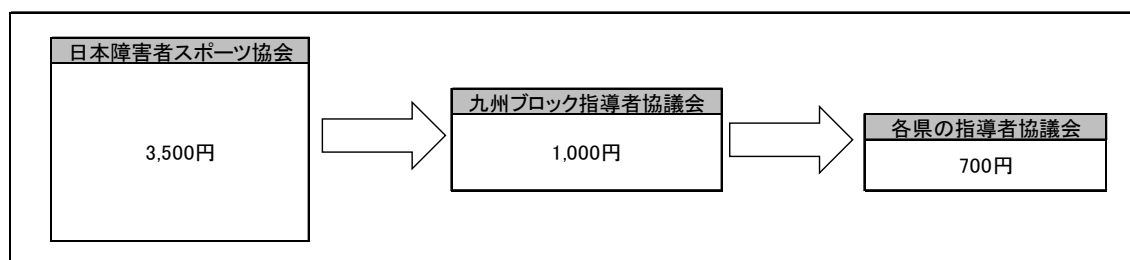 日本障害者スポーツ協会
3,500円
九州ブロック指導者協議会
1,000円
各県の指導者協議会
700円